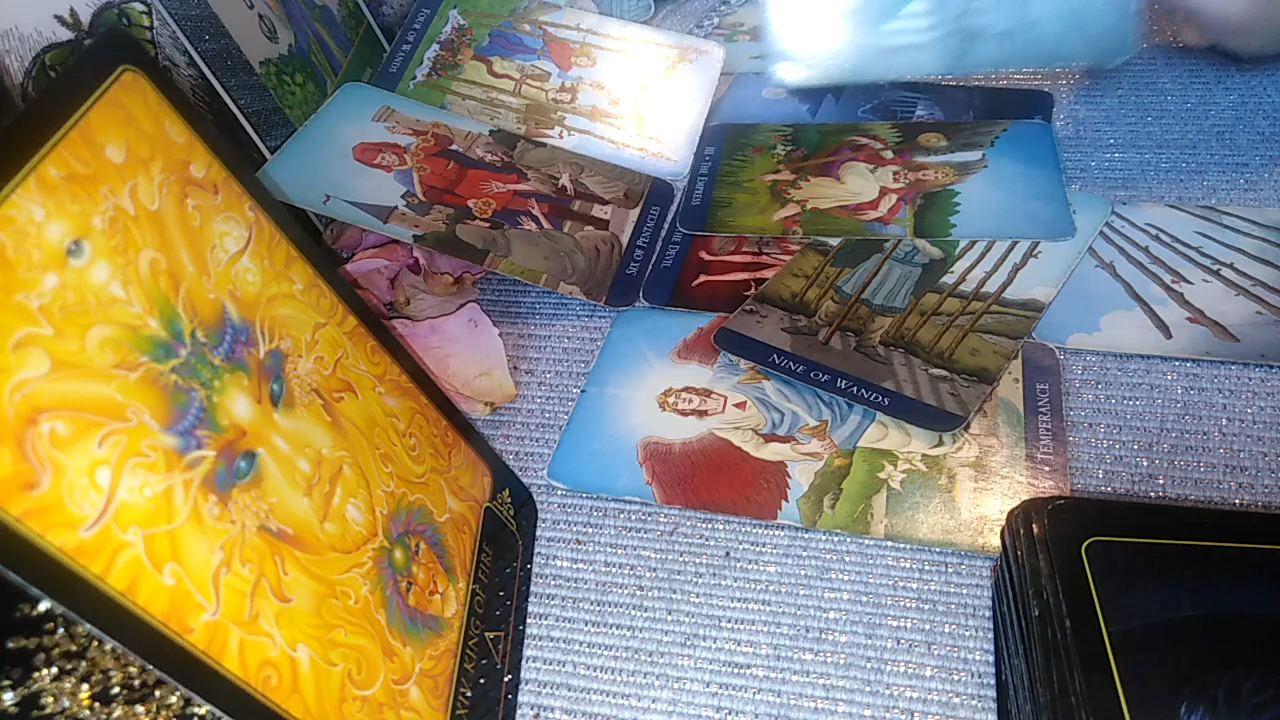 FOUR OF WANDS
SIX OF PENTACLES
III • THE EMPRESS
THE DEVIL
NINE OF WANDS
TEMPERANCE
KING OF FIRE